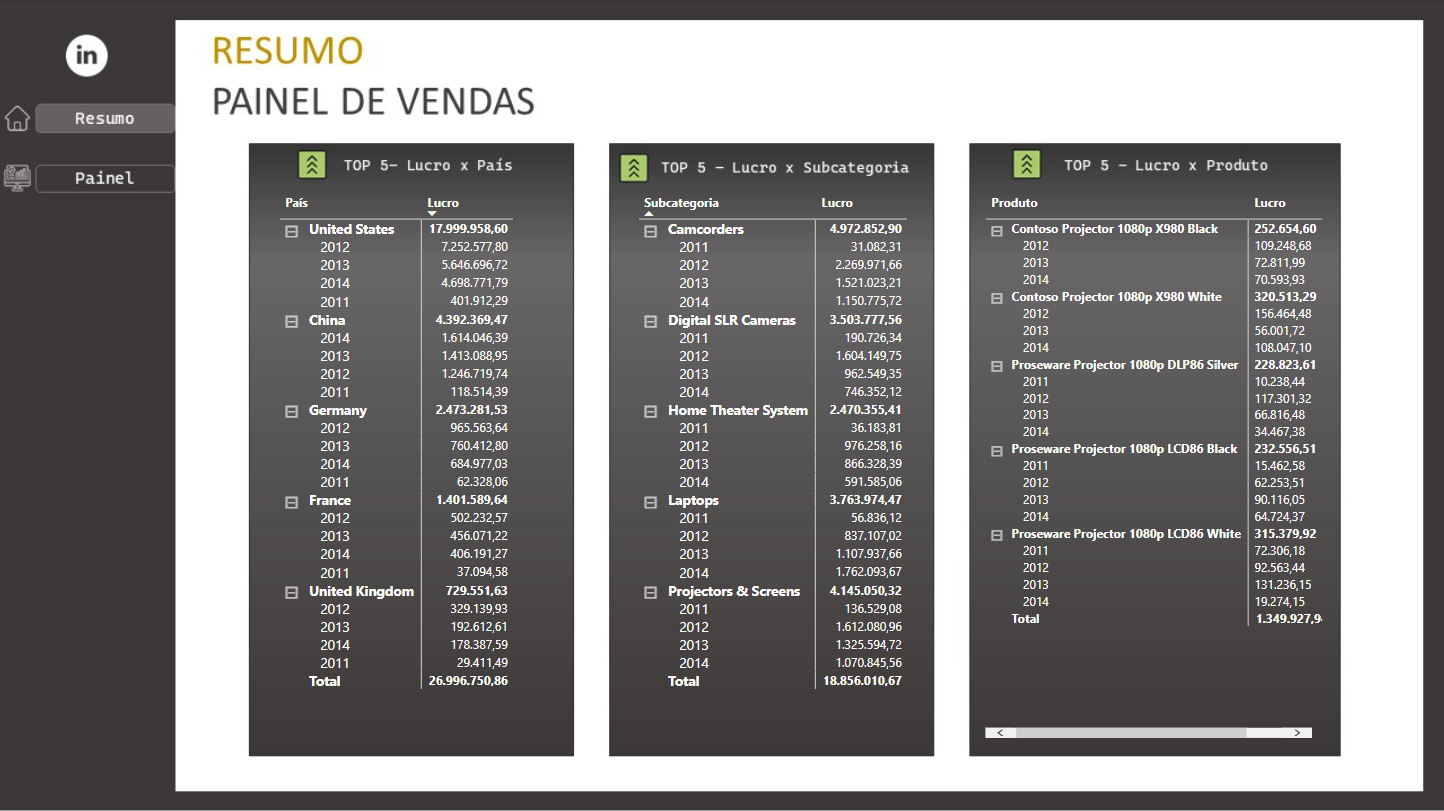 in
Resumo
Painel
RESUMO
PAINEL DE VENDAS
TOP 5- Lucro x País
País Lucro
United States 17.999.958,60
2012 7.252.577,80
2013 5.646.696,72
2014 4.698.771,79
2011 401.912,29
China 4.392.369,47
2014 1.614.046,39
2013 1.413.088,95
2012 1.246.719,74
2011 118.514,39
Germany 2.473.281,53
2012 965.563,64
2013 760.412,80
2014 684.977,03
2011 62.328,06
France 1.401.589,64
2012 502.232,57
2013 456.071,22
2014 406.191,27
2011 37.094,58
United Kingdom 729.551,63
2012 329.139,93
2013 192.612,61
2014 178.387,59
2011 29.411,49
Total 26.996.750,86
TOP 5 - Lucro x Subcategoria
Subcategoria Lucro
Camcorders 4.972.852,90
2011 31.082,31
2012 2.269.971,66
2013 1.521.023,21
2014 1.150.775,72
Digital SLR Cameras 3.503.777,56
2011 190.726,34
2012 1.604.149,75
2013 962.549,35
2014 746.352,12
Home Theater System 2.470.355,41
2011 36.183,81
2012 976.258,16
2013 866.328,39
2014 591.585,06
Laptops 3.763.974,47
2011 56.836,12
2012 837.107,02
2013 1.107.937,66
2014 1.762.093,67
Projectors & Screens 4.145.050,32
2011 136.529,08
2012 1.612.080,96
2013 1.325.594,72
2014 1.070.845,56
Total 18.856.010,67
TOP 5 - Lucro x Produto
Produto Lucro
Contoso Projector 1080p X980 Black 252.654,60
2012 109.248,68
2013 72.811,99
2014 70.593,93
Contoso Projector 1080p X980 White 320.513,29
2012 156.464,48
2013 56.001,72
2014 108.047,10
Proseware Projector 1080p DLP86 Silver 228.823,61
2011 10.238,44
2012 117.301,32
2013 66.816,48
2014 34.467,38
Proseware Projector 1080p LCD86 Black 232.556,51
2011 15.462,58
2012 62.253,51
2013 90.116,05
2014 64.724,37
Proseware Projector 1080p LCD86 White 315.379,92
2011 72.306,18
2012 92.563,44
2013 131.236,15
2014 19.274,15
Total 1.349.927,9